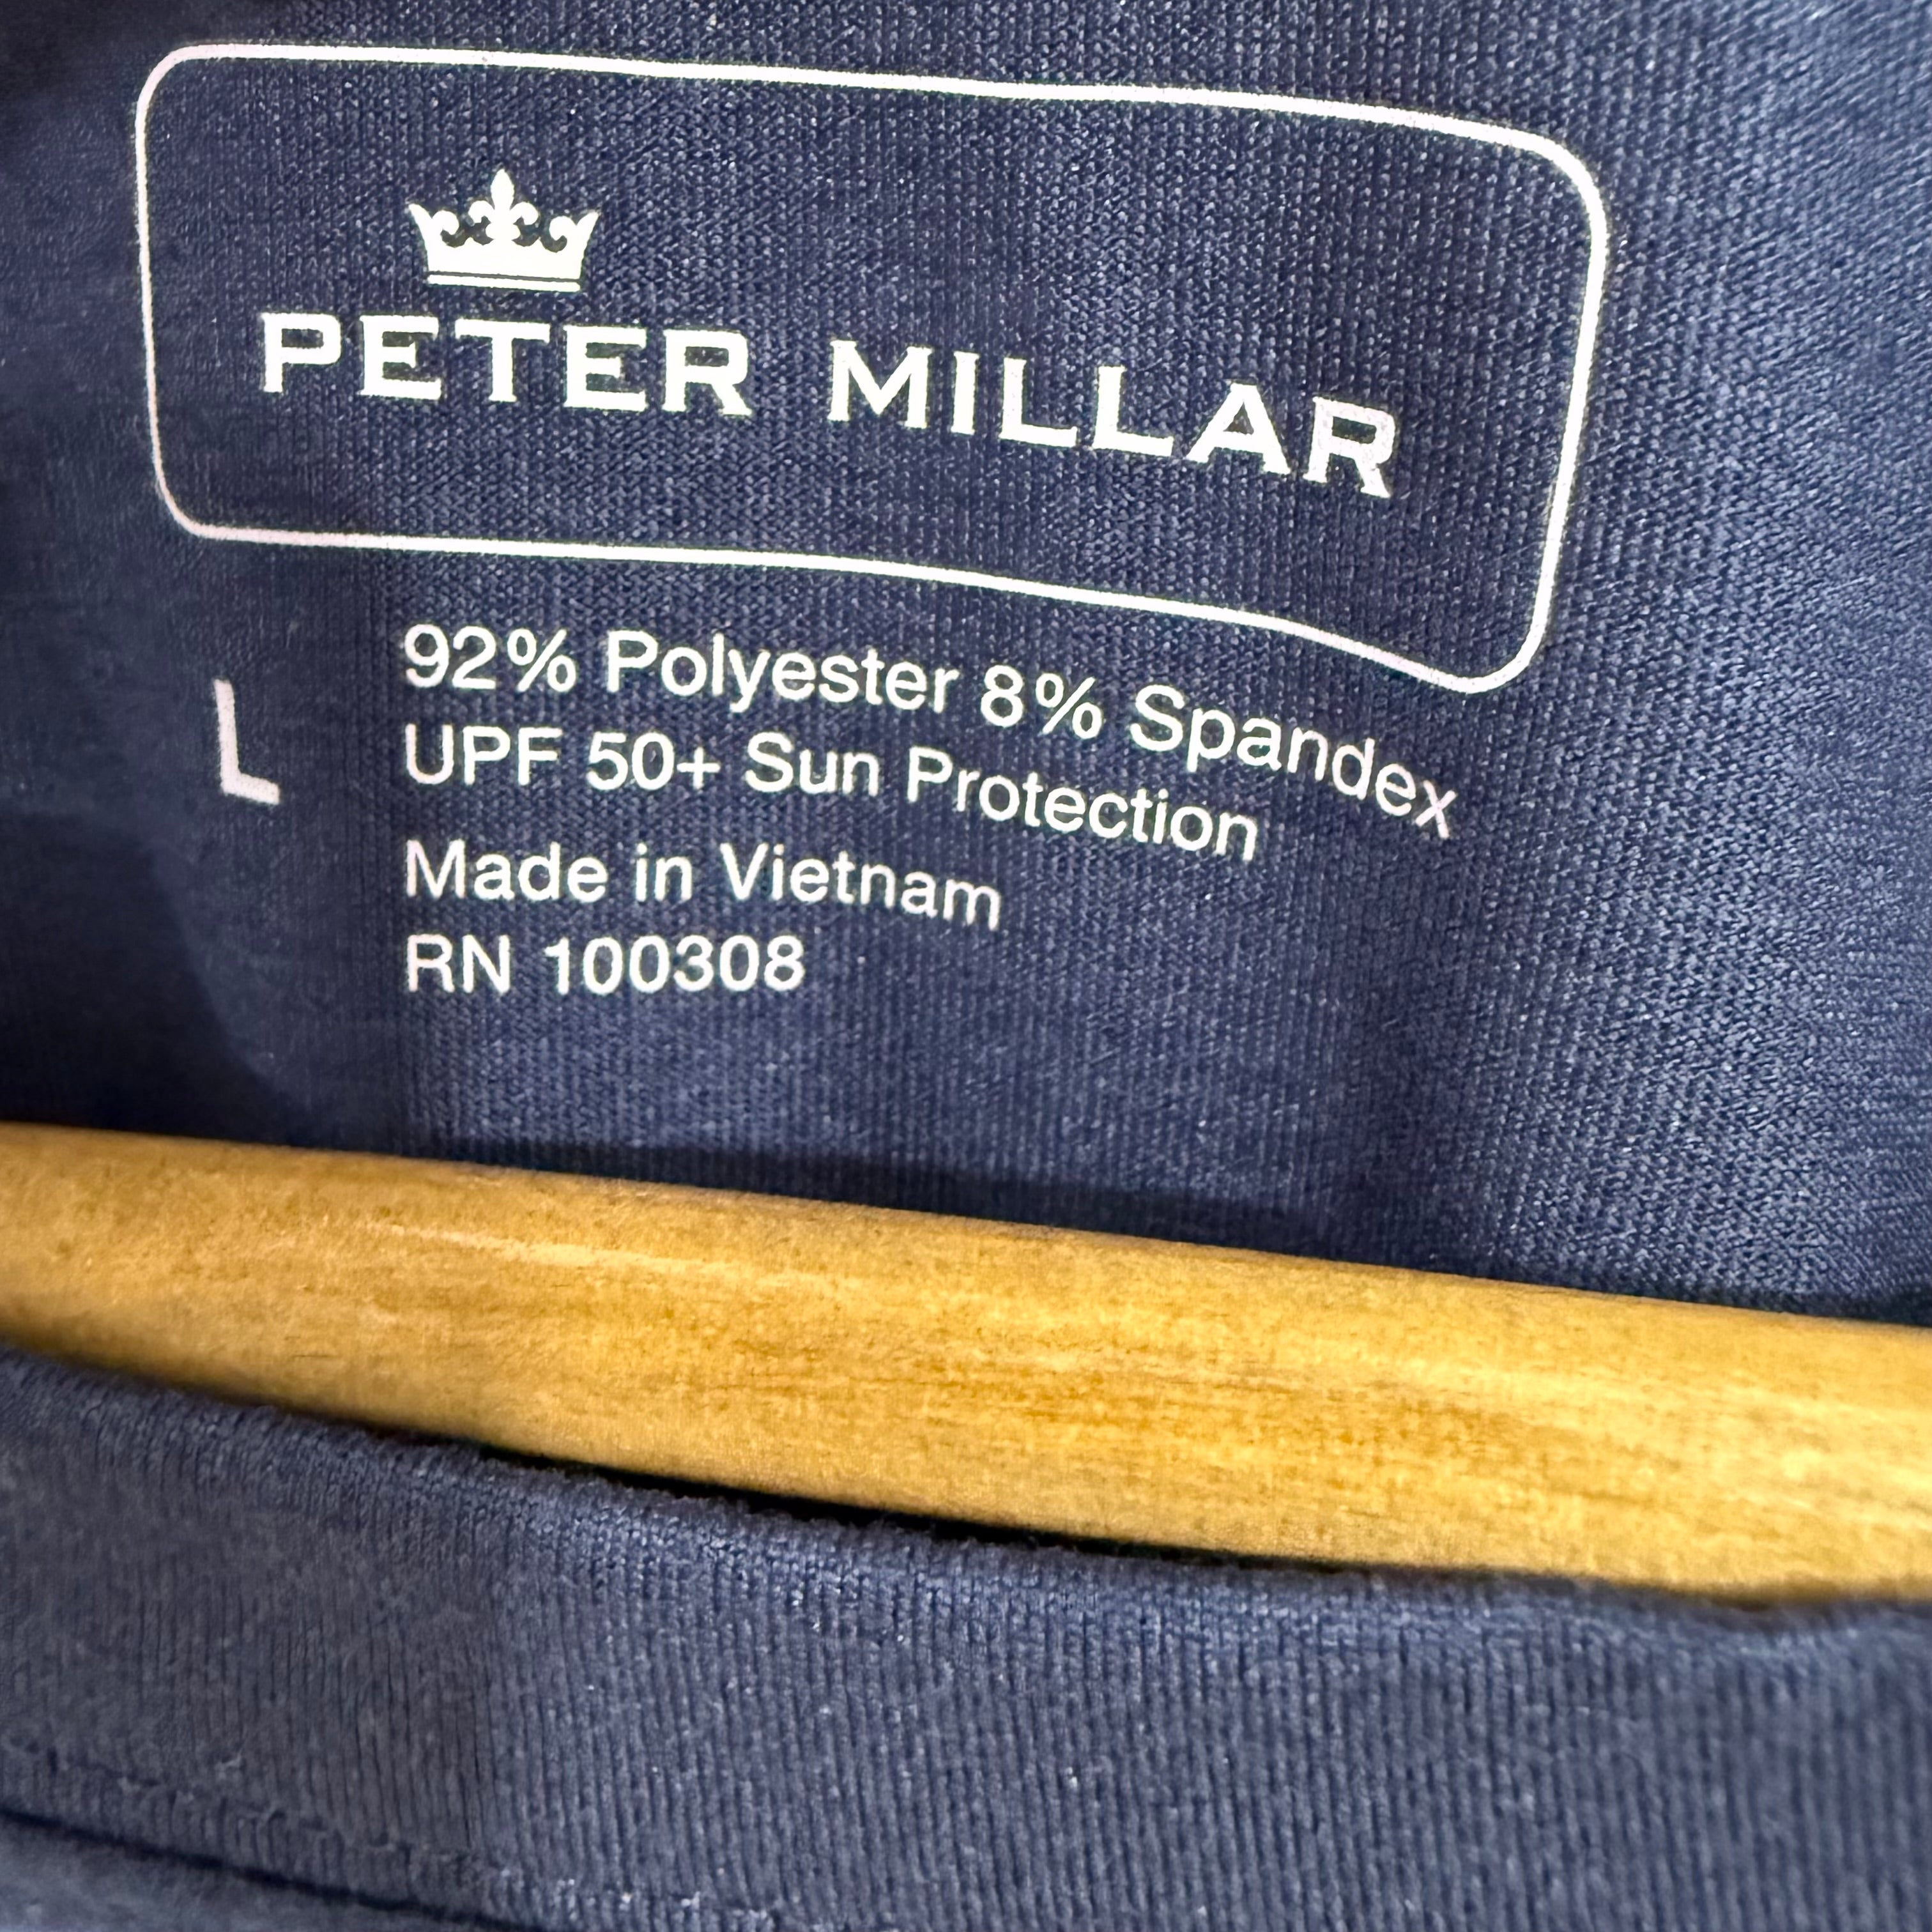 PETER MILLAR
L
92% Polyester 8% Spandex
UPF 50+ Sun Protection
Made in Vietnam
RN 100308